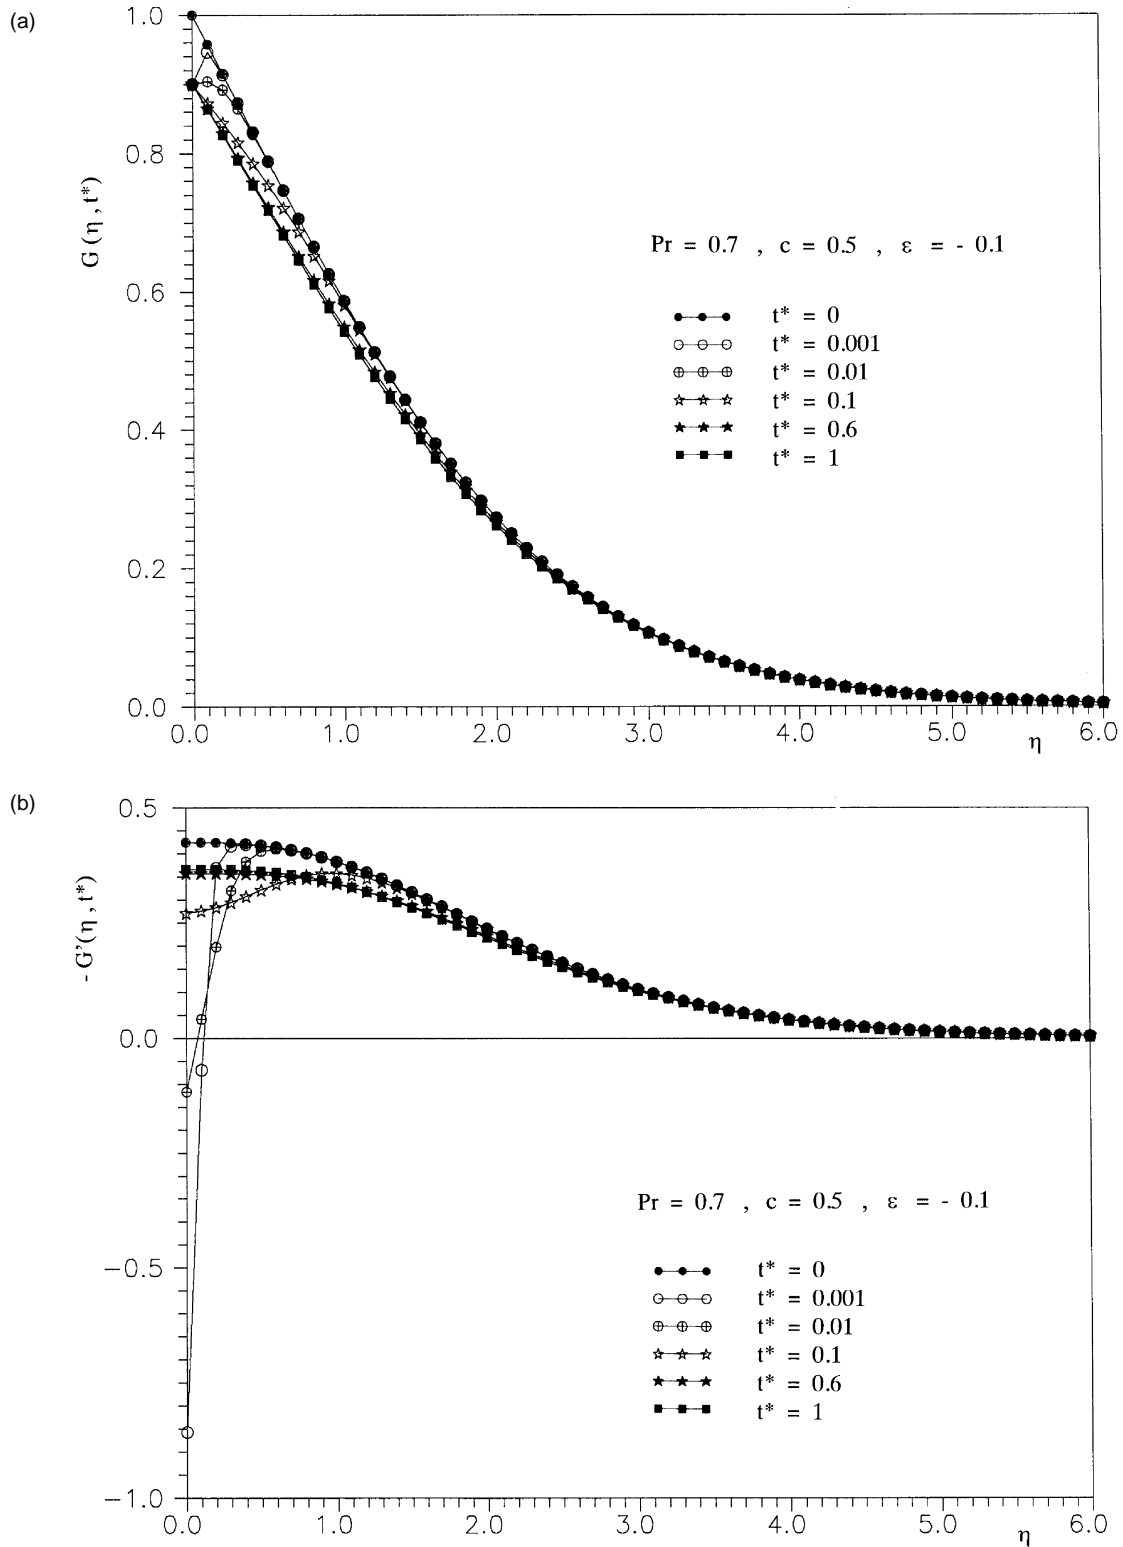 (a)
1.0
0.8
0.6
0.4
0.2
0.0
G(η,t*)
Pr = 0.7 , c = 0.5 , ε = - 0.1
t* = 0
t* = 0.001
t* = 0.01
t* = 0.1
t* = 0.6
t* = 1
0.0 1.0 2.0 3.0 4.0 5.0 6.0
η
(b)
0.5
0.0
−0.5
−1.0
- G'(η,t*)
Pr = 0.7 , c = 0.5 , ε = - 0.1
t* = 0
t* = 0.001
t* = 0.01
t* = 0.1
t* = 0.6
t* = 1
0.0 1.0 2.0 3.0 4.0 5.0 6.0
η